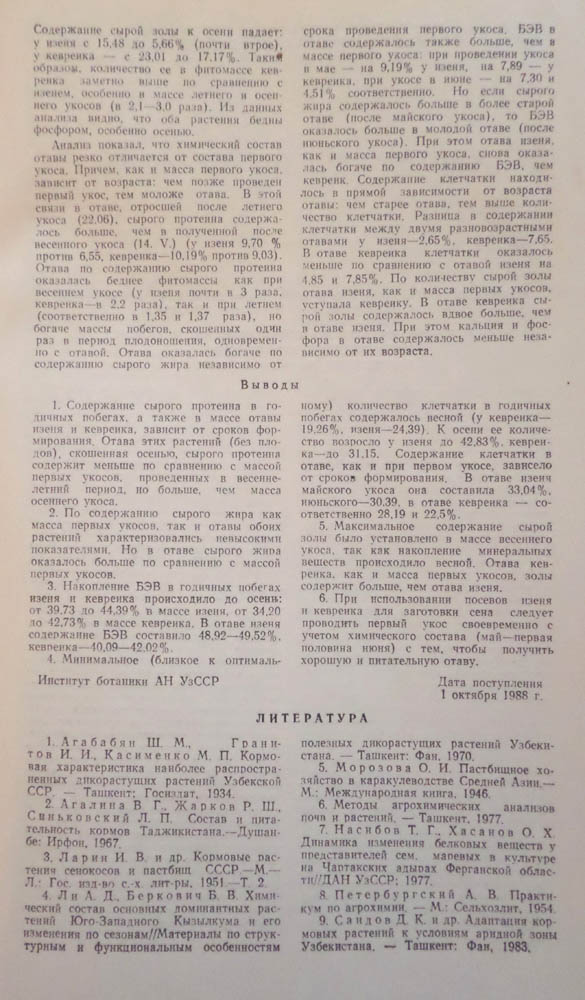 Содержание сырой золы к осени падает:
у изеня с 15,48 до 5,66% (почти втрое),
у кевренка — с 23,01 до 17,17%. Таким
образом, количество ее в фитомассе кев-
ренка заметно выше по сравнению с
изенем, особенно в массе летнего и осен-
него укосов (в 2,1—3,0 раза). Из данных
анализа видно, что оба растения бедны
фосфором, особенно осенью.
Анализ показал, что химический состав
отавы резко отличается от состава первого
укоса. Причем, как и масса первого укоса,
зависит от возраста: чем позже проведен
первый укос, тем моложе отава. В этой
связи в отаве, отросшей после летнего
укоса (22.06), сырого протеина содержа-
лось больше, чем в полученной после
весеннего укоса (14. V.) (у изеня 9,70 %
против 6,55, кевренка—10,19% против 9,03).
Отава по содержанию сырого протеина
оказалась беднее фитомассы как при
весеннем укосе (у изеня почти в 3 раза,
кевренка—в 2.2 раза), так и при летнем
(соответственно в 1,35 и 1,37 раза), но
богаче массы побегов, скошенных один
раз в период плодоношения, одновремен-
но с отавой. Отава оказалась богаче по
содержанию сырого жира независимо от
срока проведения первого укоса. БЭВ в
отаве содержалось также больше, чем в
массе первого укоса: при проведении укоса
в мае — на 9,19% у изеня, на 7,89 — у
кевренка, при укосе в июне — на 7,30 и
4,51% соответственно. Но если сырого
жира содержалось больше в более старой
отаве (после майского укоса), то БЭВ
оказалось больше в молодой отаве (после
июньского укоса). При этом отава изеня,
как и масса первого укоса, снова оказа-
лась богаче по содержанию БЭВ, чем
кевренк. Содержание клетчатки находи-
лось в прямой зависимости от возраста
отавы: чем старее отава, тем выше коли-
чество клетчатки. Разница в содержании
клетчатки между двумя разновозрастными
отавами у изеня—2,65%, кевренка—7,65.
В отаве кевренка клетчатки оказалось
меньше по сравнению с отавой изеня на
4,85 и 7,85%. По количеству сырой золы
отава изеня, как и масса первых укосов,
уступала кевренку. В отаве кевренка сы-
рой золы содержалось вдвое больше, чем
в отаве изеня. При этом кальция и фос-
фора в отаве содержалось меньше неза-
висимо от их возраста.
Выводы
1. Содержание сырого протеина в го-
дичных побегах, а также в массе отавы
изеня и кевренка, зависит от сроков фор-
мирования. Отава этих растений (без пло-
дов), скошенная осенью, сырого протеина
содержит меньше по сравнению с массой
первых укосов, проведенных в весенне-
летний период, но больше, чем масса
осеннего укоса.
2. По содержанию сырого жира как
масса первых укосов, так и отавы обоих
растений характеризовались невысокими
показателями. Но в отаве сырого жира
оказалось больше по сравнению с массой
первых укосов.
3. Накопление БЭВ в годичных побегах
изеня и кевренка происходило до осени:
от 39,73 до 44,39% в массе изеня, от 34,20
до 42,73% в массе кевренка. В отаве изеня
содержание БЭВ составило 48,92—49,52%,
кевренка—40,09—42,02%.
4. Минимальное (близкое к оптималь-
ному) количество клетчатки в годичных
побегах содержалось весной (у кевренка—
19,26%, изеня—24,39). К осени ее количе-
ство возросло у изеня до 42,83%, кеврен-
ка—до 31,15. Содержание клетчатки в
отаве, как и при первом укосе, зависело
от сроков формирования. В отаве изеня
майского укоса она составила 33,04%,
июньского—30,39, в отаве кевренка — со-
ответственно 28,19 и 22,5%.
5. Максимальное содержание сырой
золы было установлено в массе весеннего
укоса, так как накопление минеральных
веществ происходило весной. Отава кев-
ренка, как и масса первых укосов, золы
содержит больше, чем отава изеня.
6. При использовании посевов изеня
и кевренка для заготовки сена следует
проводить первый укос своевременно с
учетом химического состава (май—первая
половина июня) с тем, чтобы получить
хорошую и питательную отаву.
Институт ботаники АН УзССР
Дата поступления
1 октября 1988 г.
ЛИТЕРАТУРА
1. Агабабян Ш. М., Грани-
тов И. И., Касименко М. П. Кормо-
вая характеристика наиболее распростра-
ненных дикорастущих растений Узбекской
ССР. — Ташкент: Госиздат, 1934.
2. Агалина В. Г., Жарков Р. Ш.,
Синьковский Л. П. Состав и пита-
тельность кормов Таджикистана.—Душан-
бе: Ирфон, 1967.
3. Ларин И. В. и др. Кормовые рас-
тения сенокосов и пастбищ СССР.—М.—
Л.: Гос. изд-во с.-х. лит-ры, 1951.—Т. 2.
4. Ли А. Д., Беркович Б. В. Хими-
ческий состав основных доминантных рас-
тений Юго-Западного Кызылкума и его
изменения по сезонам//Материалы по струк-
турным и функциональным особенностям
полезных дикорастущих растений Узбеки-
стана. — Ташкент: Фан, 1970.
5. Морозова О. И. Пастбищное хо-
зяйство в каракулеводстве Средней Азии.—
М.: Международная книга, 1946.
6. Методы агрохимических анализов
почв и растений. — Ташкент, 1977.
7. Насибов Т. Г., Хасанов О. Х.
Динамика изменения белковых веществ у
представителей сем. маревых в культуре
на Чартакских адырах Ферганской облас-
ти//ДАН УзССР; 1977.
8. Петербургский А. В. Практи-
кум по агрохимии. — М.: Сельхозлит, 1954.
9. Саидов Д. К. и др. Адаптация кор-
мовых растений к условиям аридной зоны
Узбекистана. — Ташкент: Фан, 1983.